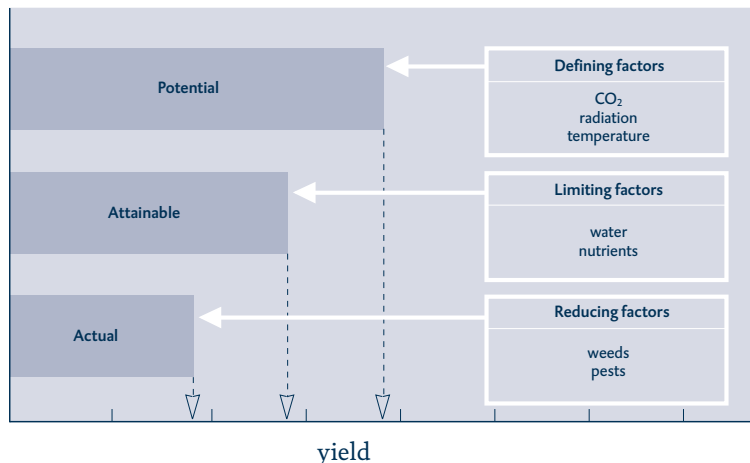 Potential
Defining factors
CO₂
radiation
temperature
Attainable
Limiting factors
water
nutrients
Actual
Reducing factors
weeds
pests
yield